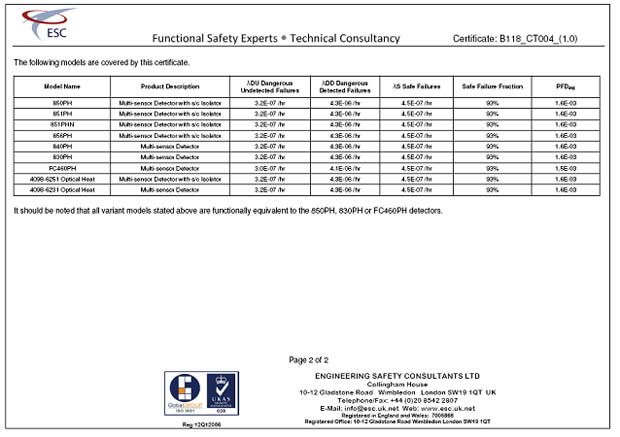 ESC
Functional Safety Experts • Technical Consultancy
Certificate: B118_CT004_(1.0)
The following models are covered by this certificate.
Model Name Product Description λDU Dangerous Undetected Failures λDD Dangerous Detected Failures λS Safe Failures Safe Failure Fraction PFDavg
850PH Multi-sensor Detector with s/c Isolator 3.2E-07 /hr 4.3E-06 /hr 4.5E-07 /hr 93% 1.6E-03
851PH Multi-sensor Detector with s/c Isolator 3.2E-07 /hr 4.3E-06 /hr 4.5E-07 /hr 93% 1.6E-03
851PHN Multi-sensor Detector with s/c Isolator 3.2E-07 /hr 4.3E-06 /hr 4.5E-07 /hr 93% 1.6E-03
856PH Multi-sensor Detector with s/c Isolator 3.2E-07 /hr 4.3E-06 /hr 4.5E-07 /hr 93% 1.6E-03
840PH Multi-sensor Detector 3.2E-07 /hr 4.3E-06 /hr 4.5E-07 /hr 93% 1.6E-03
830PH Multi-sensor Detector 3.2E-07 /hr 4.3E-06 /hr 4.5E-07 /hr 93% 1.6E-03
FC460PH Multi-sensor Detector 3.0E-07 /hr 4.1E-06 /hr 4.5E-07 /hr 93% 1.5E-03
4098-5251 Optical Heat Multi-sensor Detector with s/c Isolator 3.2E-07 /hr 4.3E-06 /hr 4.5E-07 /hr 93% 1.6E-03
4098-5231 Optical Heat Multi-sensor Detector 3.2E-07 /hr 4.3E-06 /hr 4.5E-07 /hr 93% 1.6E-03
It should be noted that all variant models stated above are functionally equivalent to the 850PH, 830PH or FC460PH detectors.
Page 2 of 2
GlobalGROUP
ISO 9001
UKAS
Reg 12Q12056
ENGINEERING SAFETY CONSULTANTS LTD
Collingham House
10-12 Gladstone Road Wimbledon London SW19 1QT UK
Telephone/Fax: +44 (0)20 8542 2807
E-Mail: info@esc.uk.net Web: www.esc.uk.net
Registered in England and Wales: 7006868
Registered Office: 10-12 Gladstone Road Wimbledon London SW19 1QT